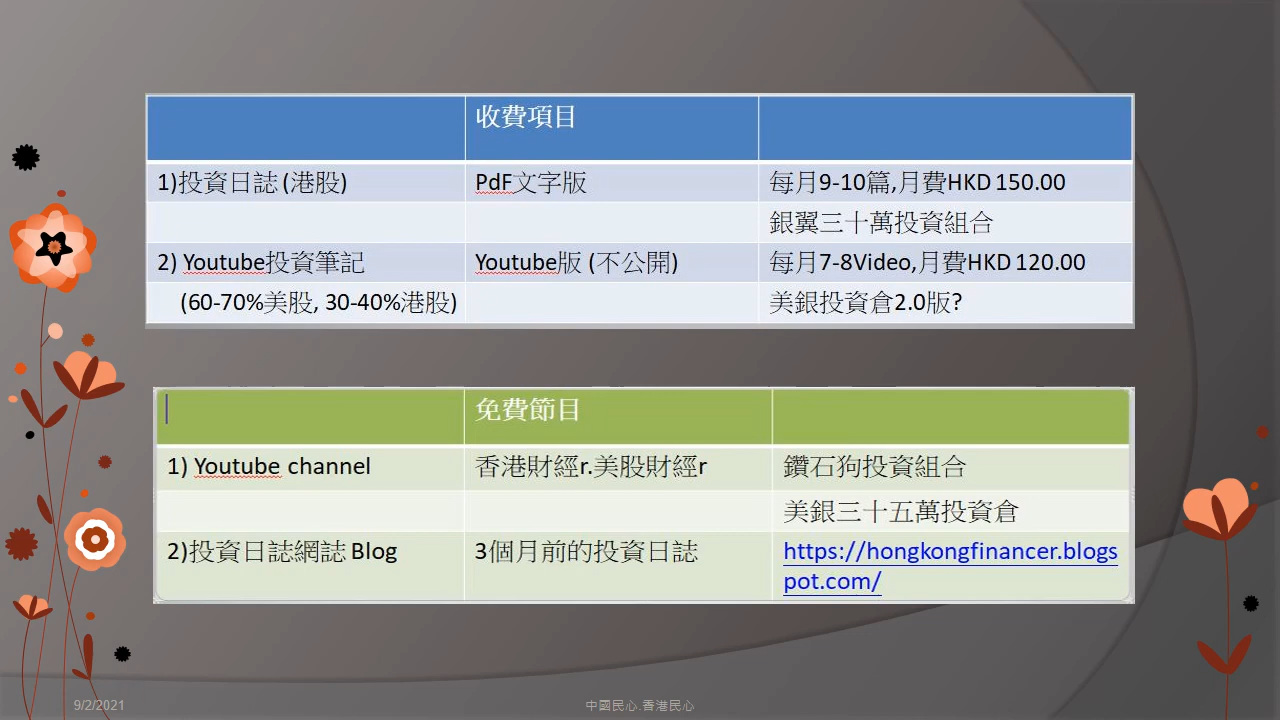 收費項目
1)投資日誌 (港股) PdF文字版 每月9-10篇,月費HKD 150.00
銀翼三十萬投資組合
2) Youtube投資筆記 Youtube版 (不公開) 每月7-8Video,月費HKD 120.00
(60-70%美股, 30-40%港股) 美銀投資倉2.0版?
免費節目
1) Youtube channel 香港財經r.美股財經r 鑽石狗投資組合
美銀三十五萬投資倉
2)投資日誌網誌 Blog 3個月前的投資日誌 https://hongkongfinancer.blogs
pot.com/
9/2/2021 中國民心.香港民心